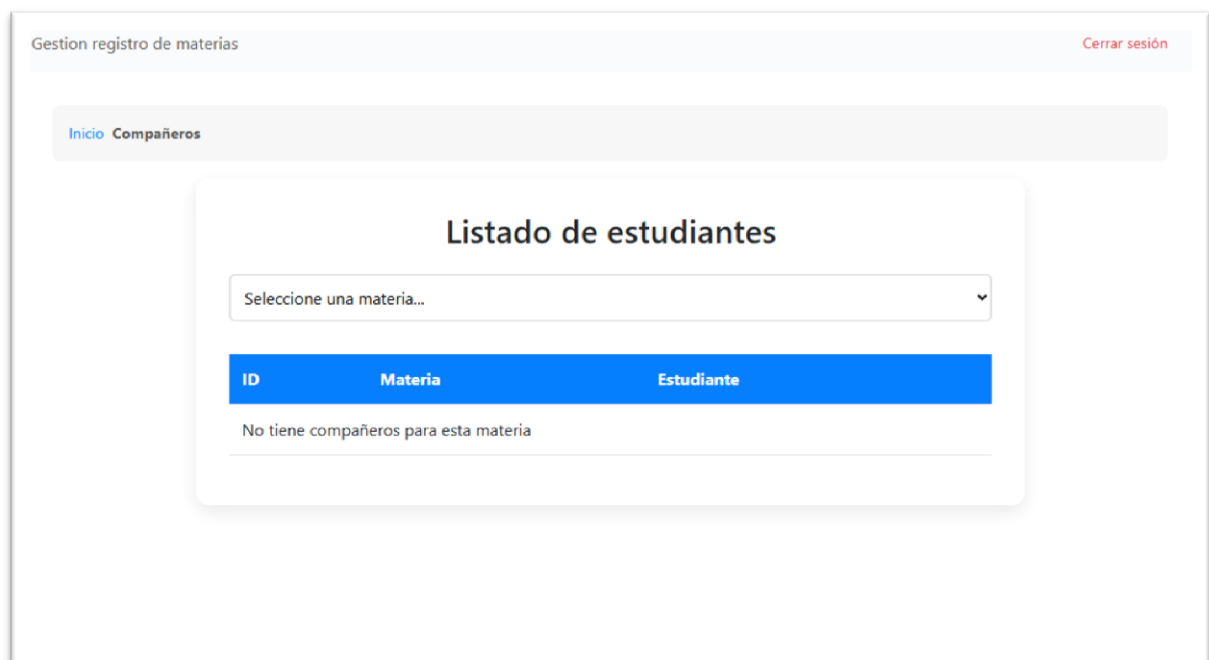 Gestion registro de materias Cerrar sesión
Inicio Compañeros
Listado de estudiantes
Seleccione una materia...
ID Materia Estudiante
No tiene compañeros para esta materia